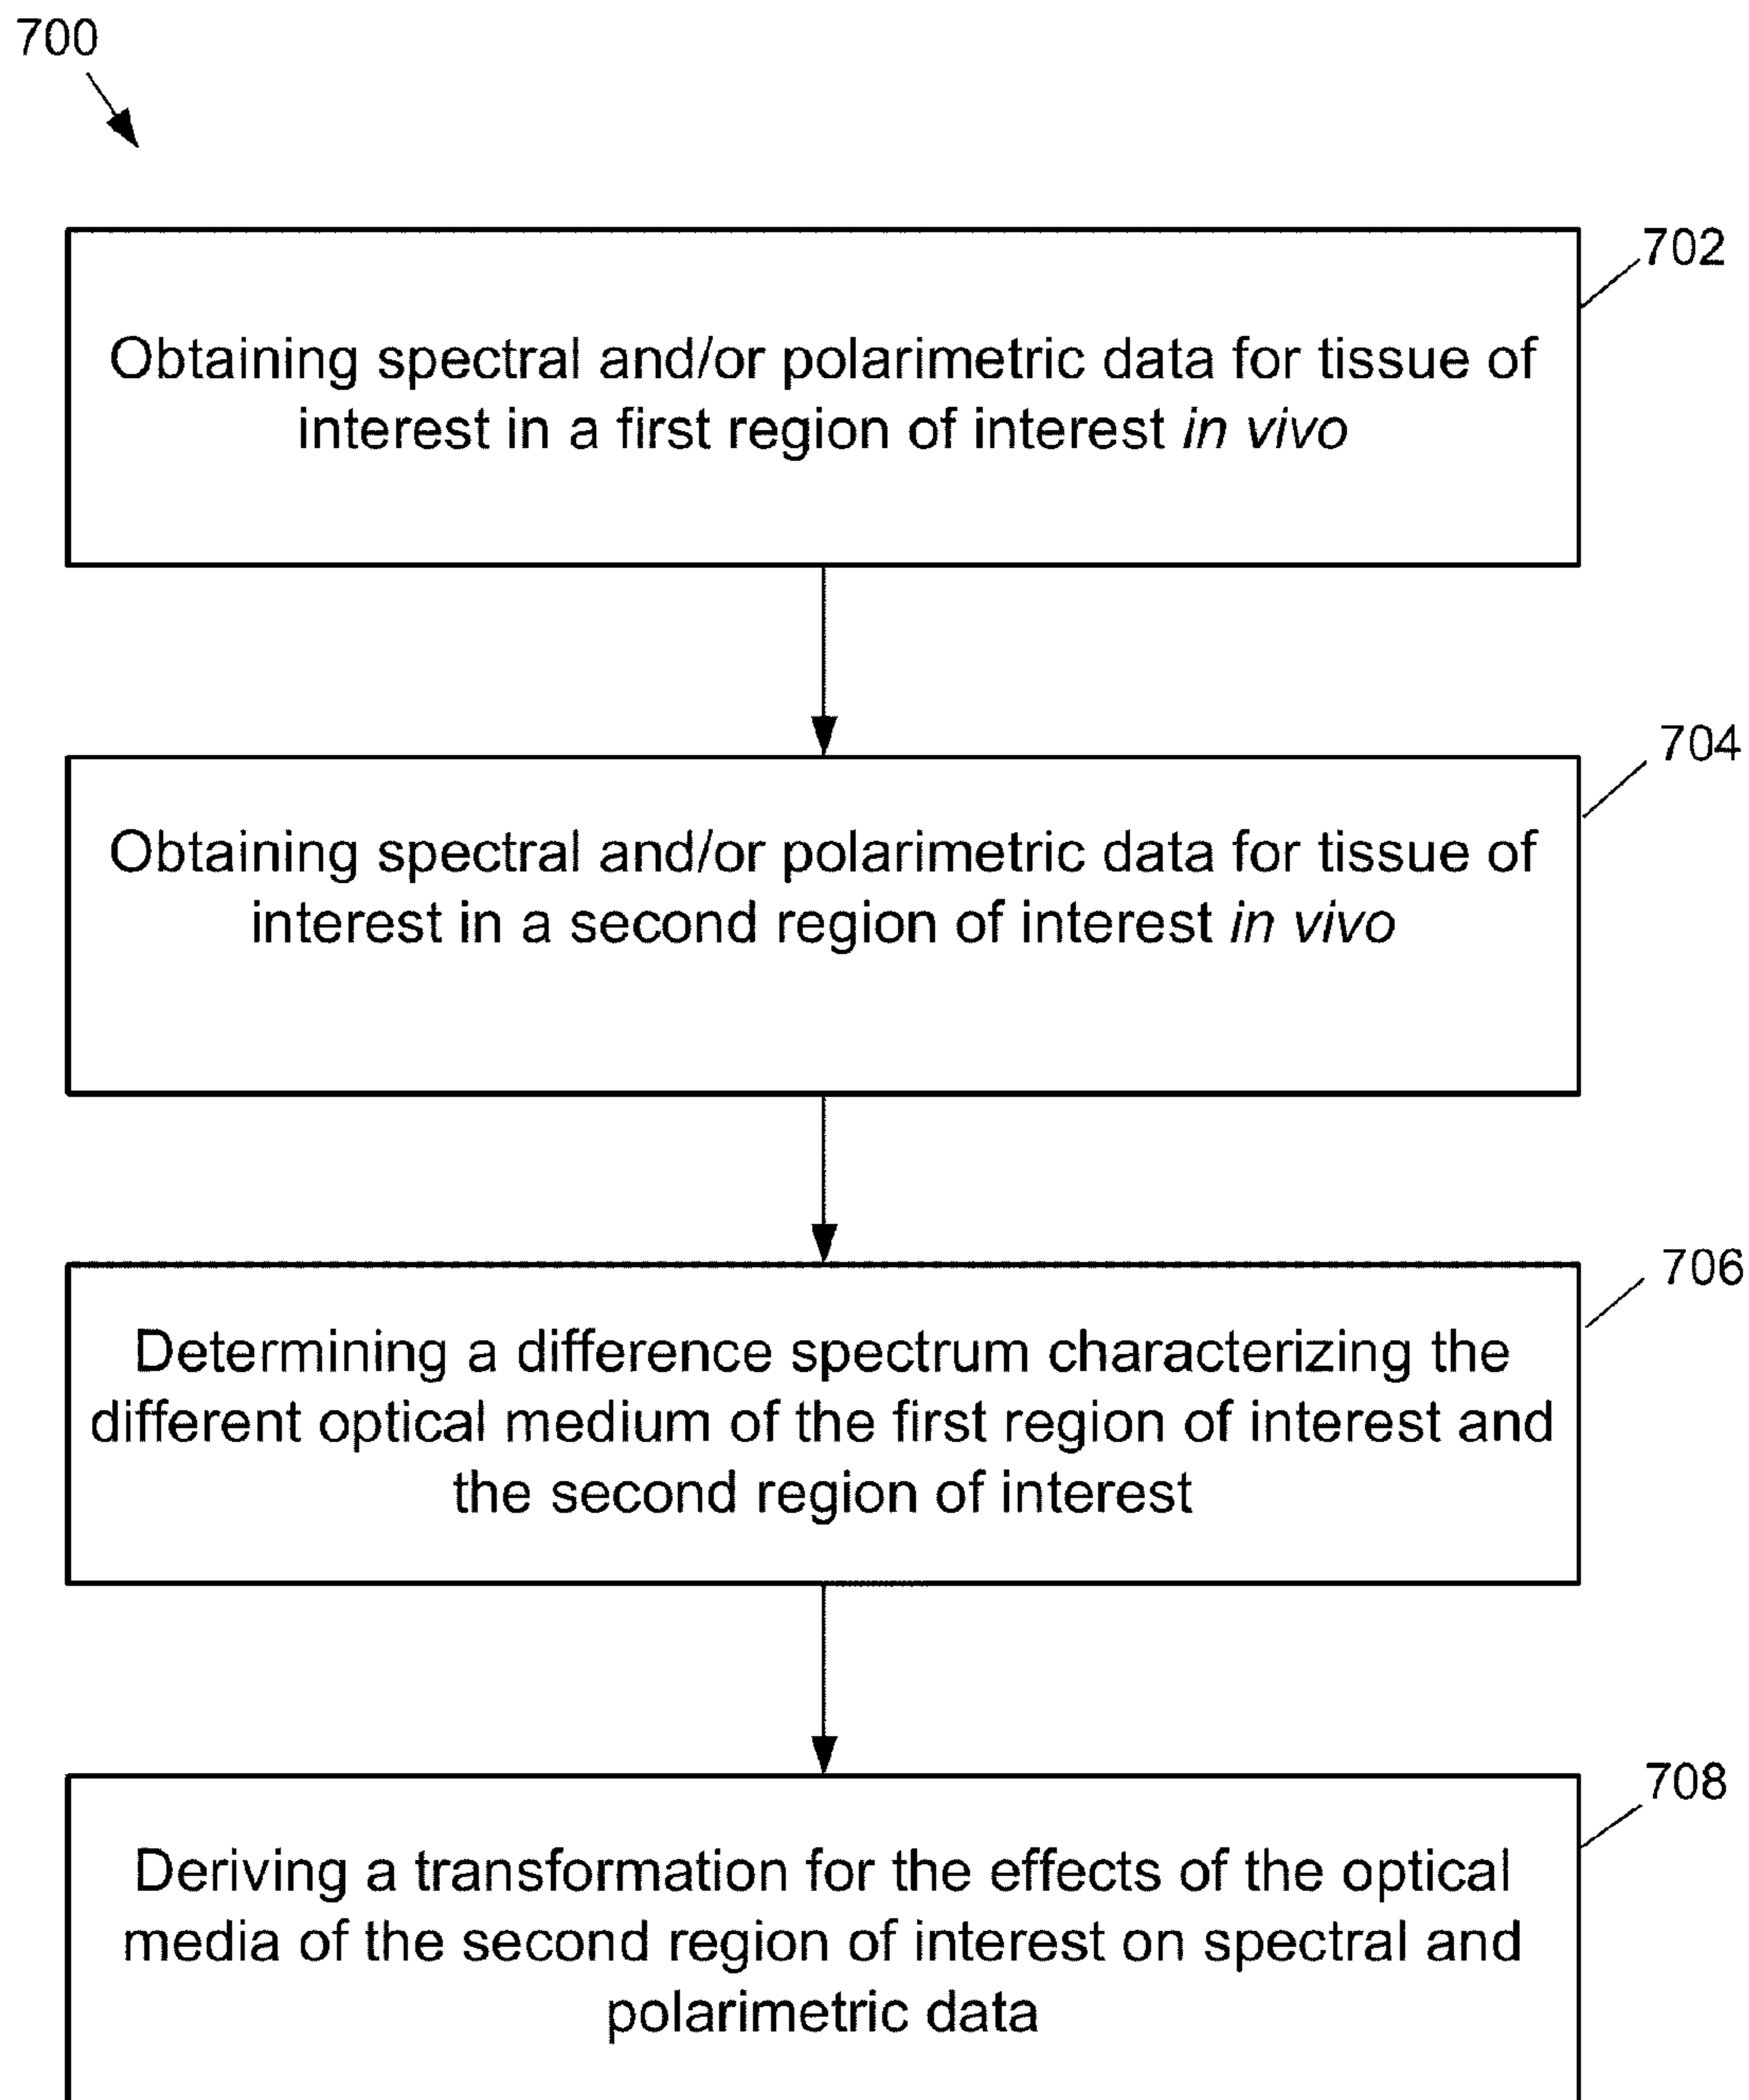 700
702
Obtaining spectral and/or polarimetric data for tissue of
interest in a first region of interest in vivo
704
Obtaining spectral and/or polarimetric data for tissue of
interest in a second region of interest in vivo
706
Determining a difference spectrum characterizing the
different optical medium of the first region of interest and
the second region of interest
708
Deriving a transformation for the effects of the optical
media of the second region of interest on spectral and
polarimetric data